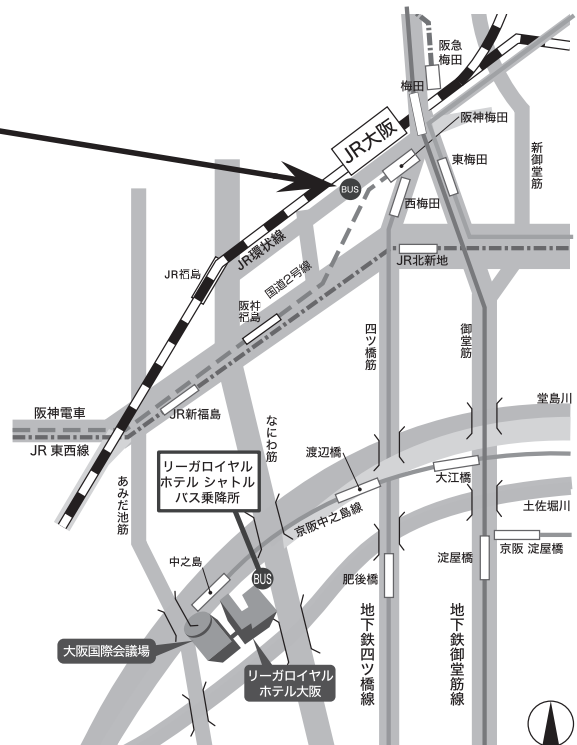 阪急
梅田
梅田
JR大阪
阪神梅田
BUS
東梅田
新御堂筋
西梅田
JR環状線
JR北新地
JR福島
国道2号線
阪神
福島
四ツ橋筋
御堂筋
JR新福島
阪神電車
JR 東西線
なにわ筋
堂島川
渡辺橋
大江橋
リーガロイヤル
ホテル シャトル
バス乗降所
あみだ池筋
土佐堀川
京阪中之島線
京阪 淀屋橋
淀屋橋
中之島
BUS
肥後橋
地下鉄四ツ橋線
地下鉄御堂筋線
大阪国際会議場
リーガロイヤル
ホテル大阪